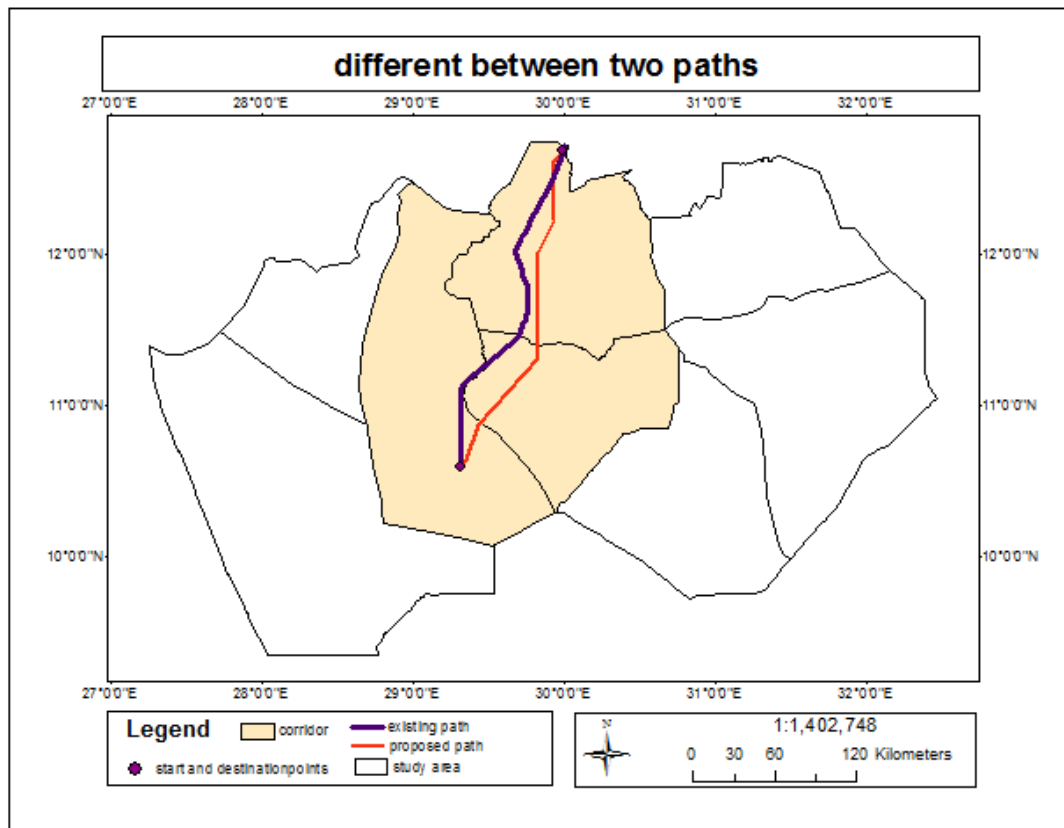 different between two paths
27°0'0"E 28°0'0"E 29°0'0"E 30°0'0"E 31°0'0"E 32°0'0"E
12°0'0"N 12°0'0"N
11°0'0"N 11°0'0"N
10°0'0"N 10°0'0"N
27°0'0"E 28°0'0"E 29°0'0"E 30°0'0"E 31°0'0"E 32°0'0"E
Legend corridor existing path
proposed path
start and destinationpoints study area
N 1:1,402,748
0 30 60 120 Kilometers